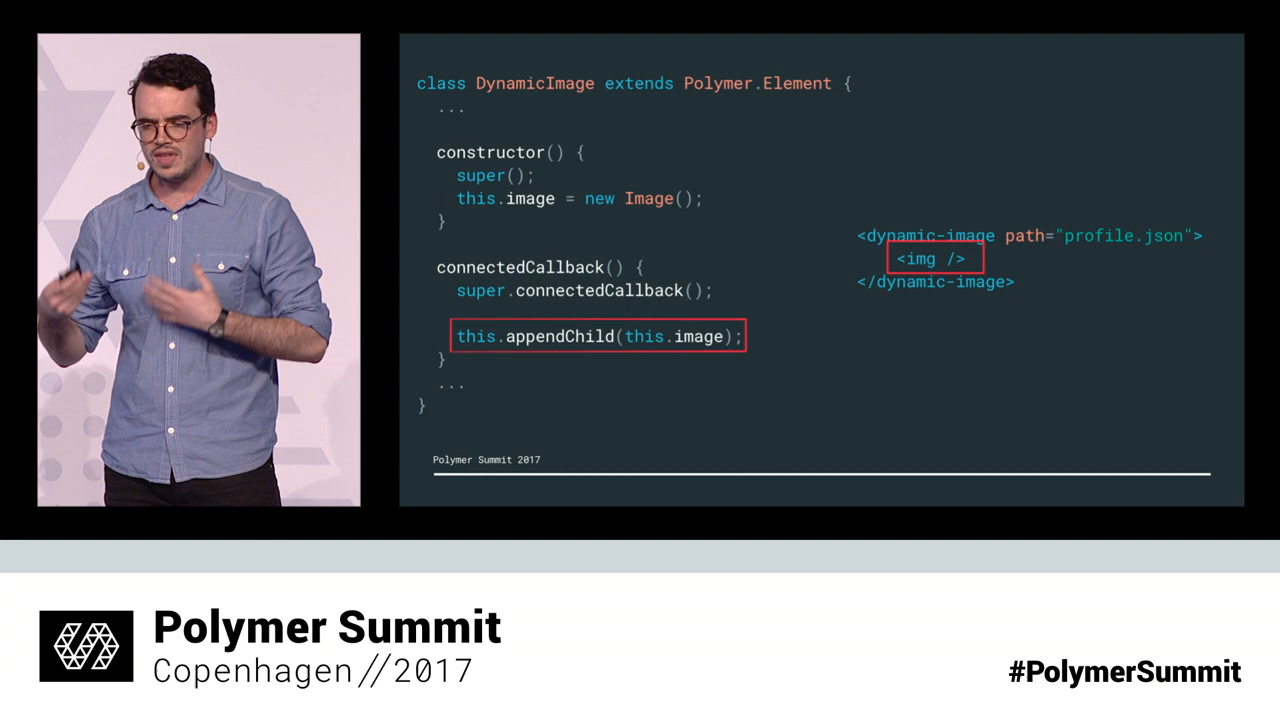 class DynamicImage extends Polymer.Element {
...
constructor() {
super();
this.image = new Image();
}
connectedCallback() {
super.connectedCallback();
this.appendChild(this.image);
}
...
}
<dynamic-image path="profile.json">
<img />
</dynamic-image>
Polymer Summit 2017
Polymer Summit
Copenhagen//2017
#PolymerSummit